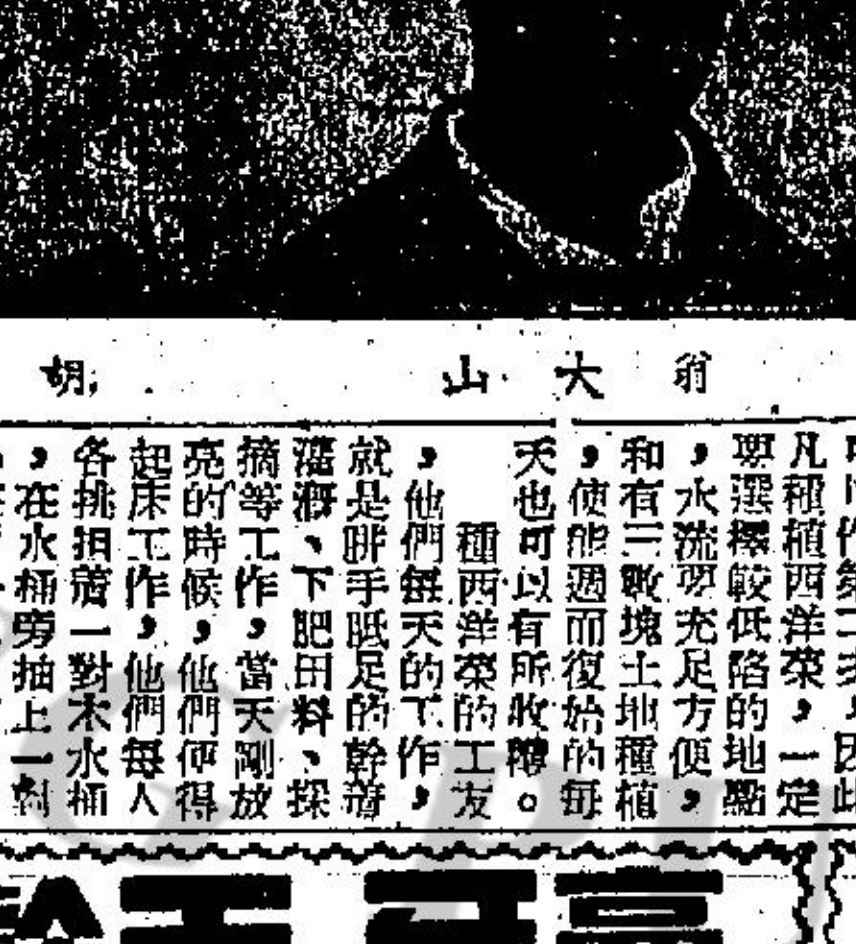 翁大山
胡
凡種植西洋菜，一定
要選擇較低陷的地點
，水流要充足方便，
和有三數塊土地種植
，使能週而復始的每
天也可以有所收穫。
種西洋菜的工友
，他們每天的工作，
就是胼手胝足的幹着
灌溉、下肥田料、採
摘等工作，當天剛放
亮的時候，他們便得
起床工作，他們每人
各挑担着一對木水桶
，在水桶旁抽上一對